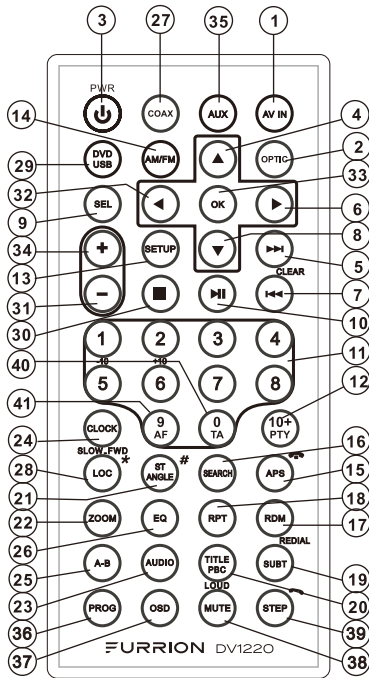 3 27 35 1
PWR
COAX AUX AV IN
14 4
DVD USB AM/FM OPTIC 2
29 33
32
SEL OK
9 6
34 8
+ SETUP
13 5
CLEAR
31 − 7
30 10
1 2 3 4
40 -10 +10 11
5 6 7 8
41 12
CLOCK 9 AF 0 TA 10+ PTY
24 16
SLOW.FWD * #
28 LOC ST ANGLE SEARCH APS 15
21 18
22 ZOOM EQ RPT RDM 17
26
REDIAL
25 A-B AUDIO TITLE PBC SUBT 19
23 20
LOUD
36 PROG OSD MUTE STEP 39
37 FURRION DV1220 38